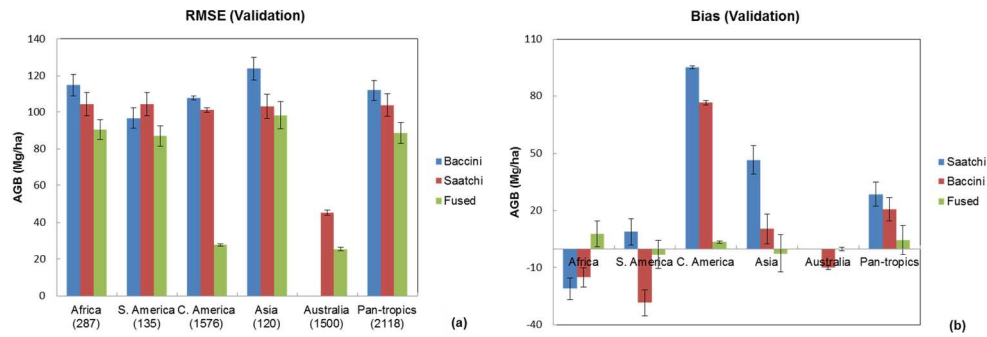 RMSE (Validation)
AGB (Mg/ha)
140
120
100
80
60
40
20
0
Africa S. America C. America Asia Australia Pan-tropics
(287) (135) (1576) (120) (1500) (2118)
Baccini
Saatchi
Fused
(a)
Bias (Validation)
AGB (Mg/ha)
80
50
20
-10
-40
Africa S. America C. America Asia Australia Pan-tropics
Saatchi
Baccini
Fused
(b)